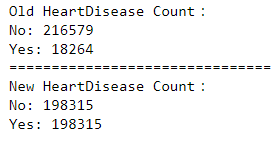 Old HeartDisease Count：
No: 216579
Yes: 18264
================================
New HeartDisease Count：
No: 198315
Yes: 198315